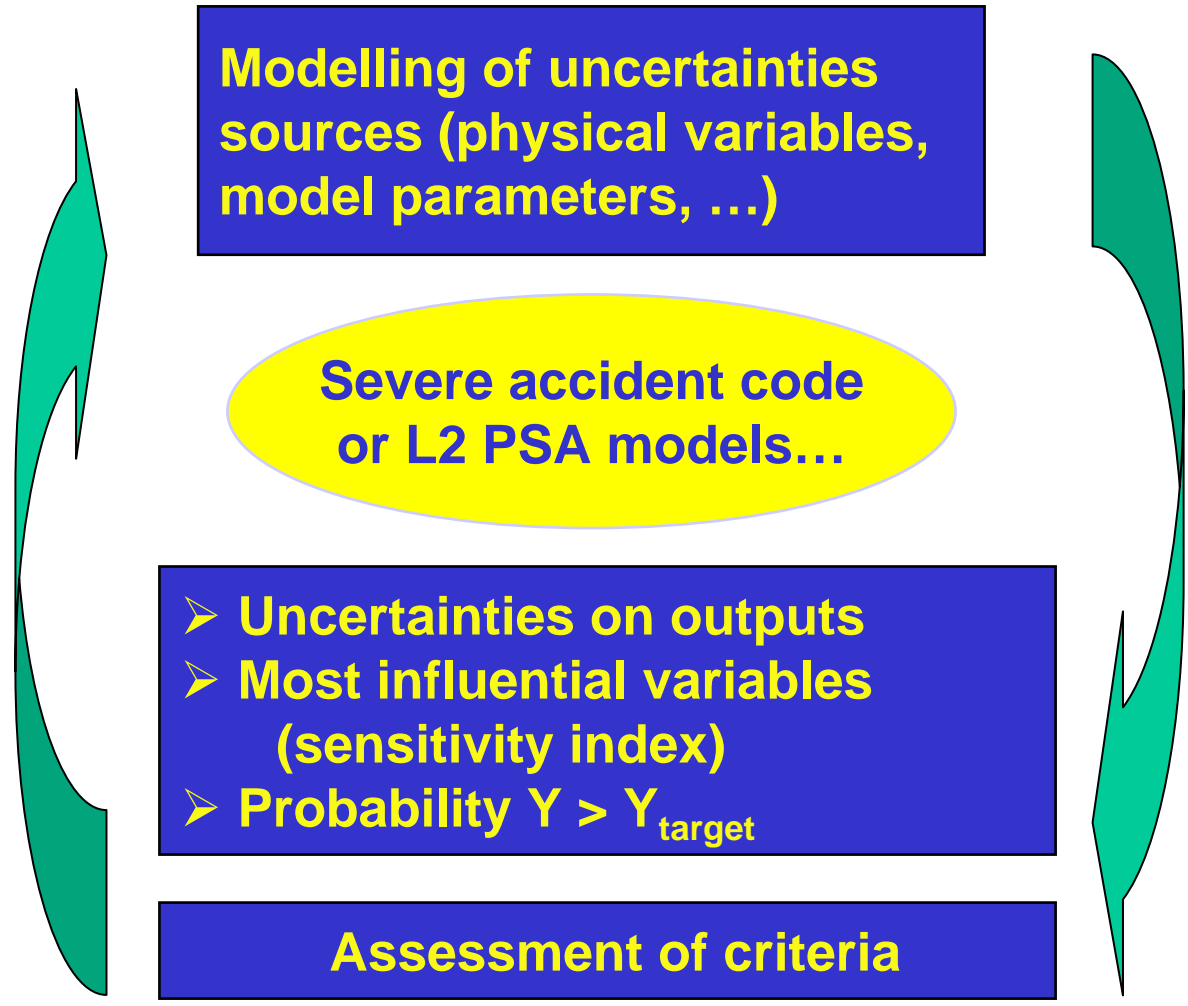 Modelling of uncertainties
sources (physical variables,
model parameters, …)
Severe accident code
or L2 PSA models…
➢ Uncertainties on outputs
➢ Most influential variables
(sensitivity index)
➢ Probability Y > Y_target
Assessment of criteria